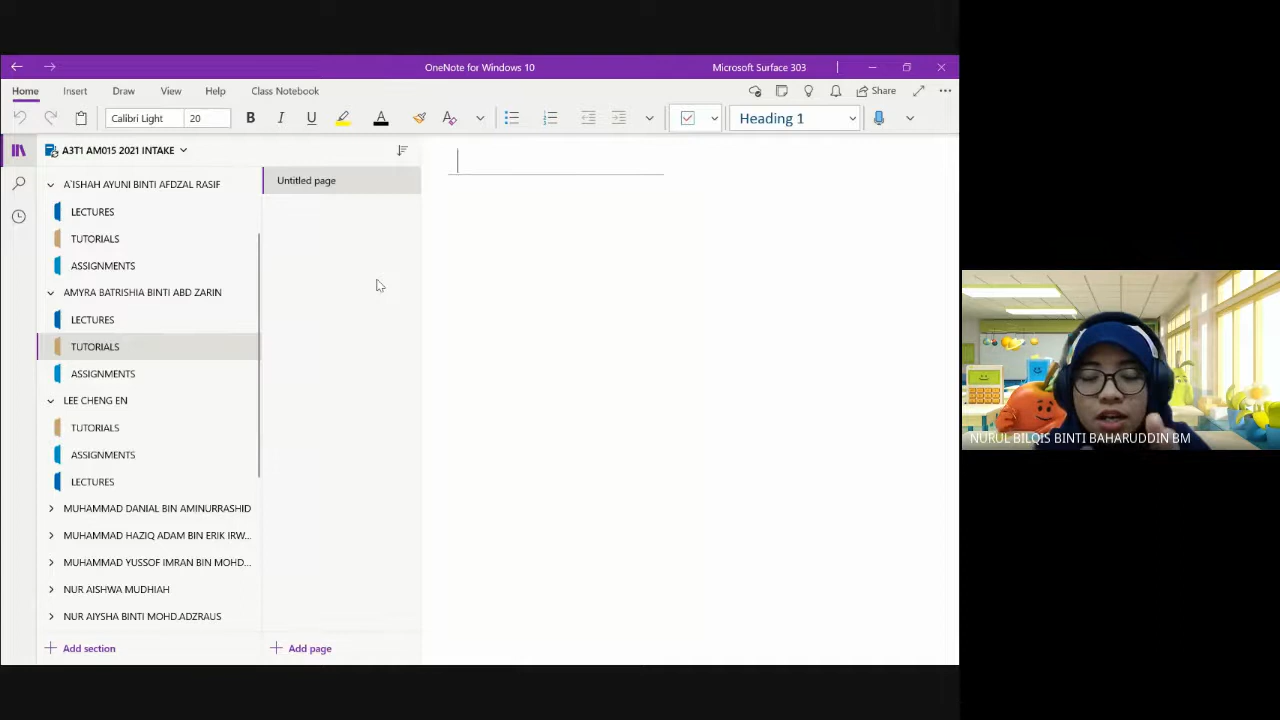 OneNote for Windows 10
Microsoft Surface 303
Home Insert Draw View Help Class Notebook
Share
Calibri Light 20 B I U A A Heading 1
A3T1 AM015 2021 INTAKE
A'ISHAH AYUNI BINTI AFDZAL RASIF
LECTURES
TUTORIALS
ASSIGNMENTS
AMYRA BATRISHIA BINTI ABD ZARIN
LECTURES
TUTORIALS
ASSIGNMENTS
LEE CHENG EN
TUTORIALS
ASSIGNMENTS
LECTURES
MUHAMMAD DANIAL BIN AMINURRASHID
MUHAMMAD HAZIQ ADAM BIN ERIK IRW...
MUHAMMAD YUSSOF IMRAN BIN MOHD...
NUR AISHWA MUDHIAH
NUR AIYSHA BINTI MOHD.ADZRAUS
Add section
Untitled page
Add page
NURUL BILQIS BINTI BAHARUDDIN BM